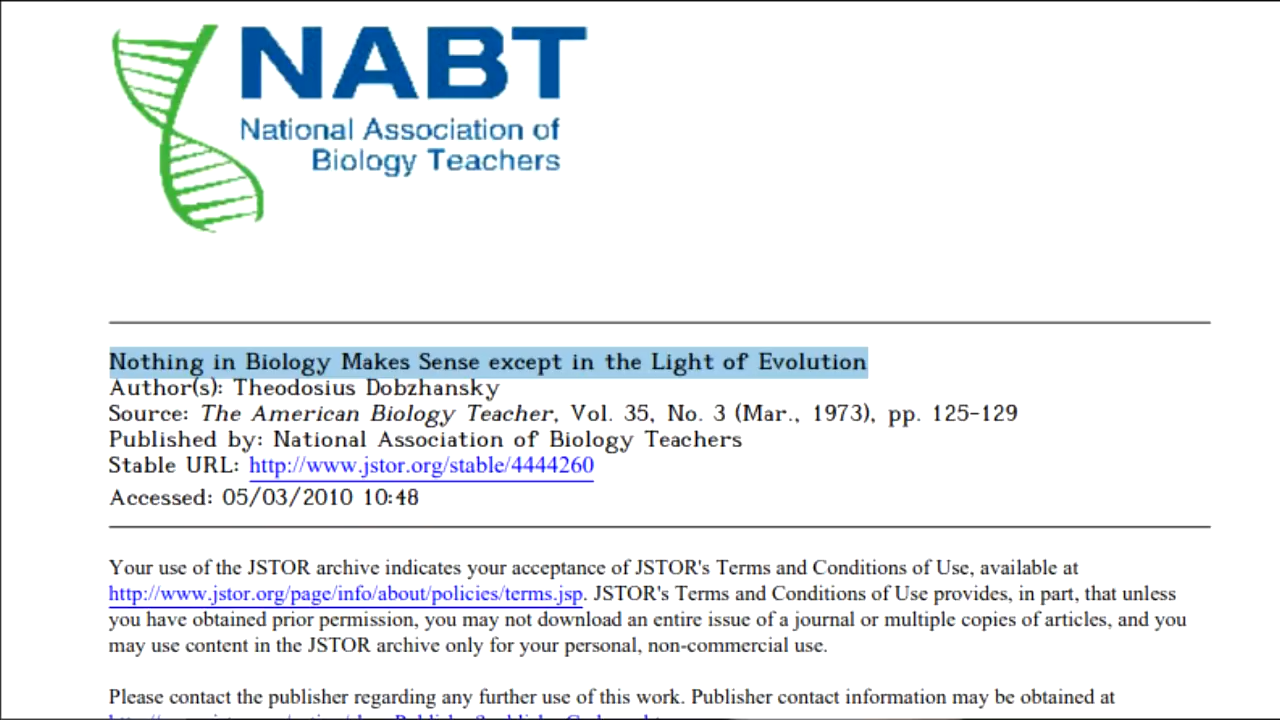 NABT
National Association of
Biology Teachers
Nothing in Biology Makes Sense except in the Light of Evolution
Author(s): Theodosius Dobzhansky
Source: The American Biology Teacher, Vol. 35, No. 3 (Mar., 1973), pp. 125-129
Published by: National Association of Biology Teachers
Stable URL: http://www.jstor.org/stable/4444260
Accessed: 05/03/2010 10:48
Your use of the JSTOR archive indicates your acceptance of JSTOR's Terms and Conditions of Use, available at
http://www.jstor.org/page/info/about/policies/terms.jsp. JSTOR's Terms and Conditions of Use provides, in part, that unless
you have obtained prior permission, you may not download an entire issue of a journal or multiple copies of articles, and you
may use content in the JSTOR archive only for your personal, non-commercial use.
Please contact the publisher regarding any further use of this work. Publisher contact information may be obtained at